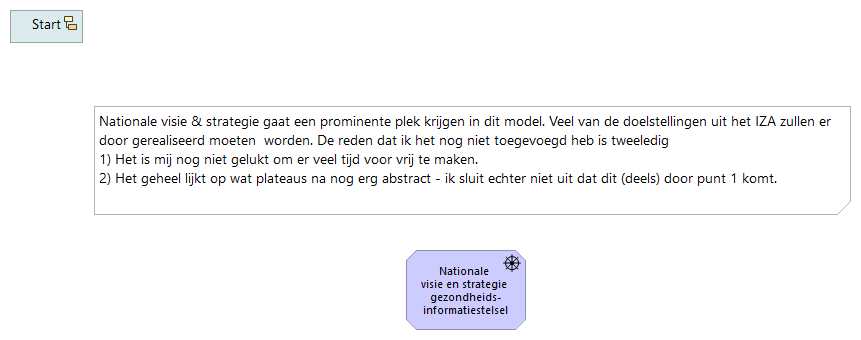 Start
Nationale visie & strategie gaat een prominente plek krijgen in dit model. Veel van de doelstellingen uit het IZA zullen er
door gerealiseerd moeten  worden. De reden dat ik het nog niet toegevoegd heb is tweeledig
1) Het is mij nog niet gelukt om er veel tijd voor vrij te maken.
2) Het geheel lijkt op wat plateaus na nog erg abstract - ik sluit echter niet uit dat dit (deels) door punt 1 komt.
Nationale
visie en strategie
gezondheids-
informatiestelsel